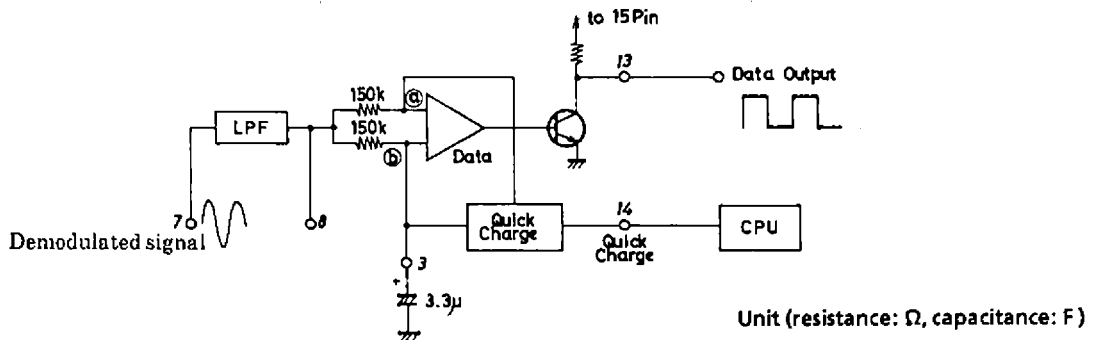 to 15Pin
13
Data Output
150k
ⓐ
LPF
150k
ⓑ
Data
7
8
Demodulated signal
Quick
Charge
14
Quick
Charge
CPU
3
+
3.3μ
Unit (resistance: Ω, capacitance: F)